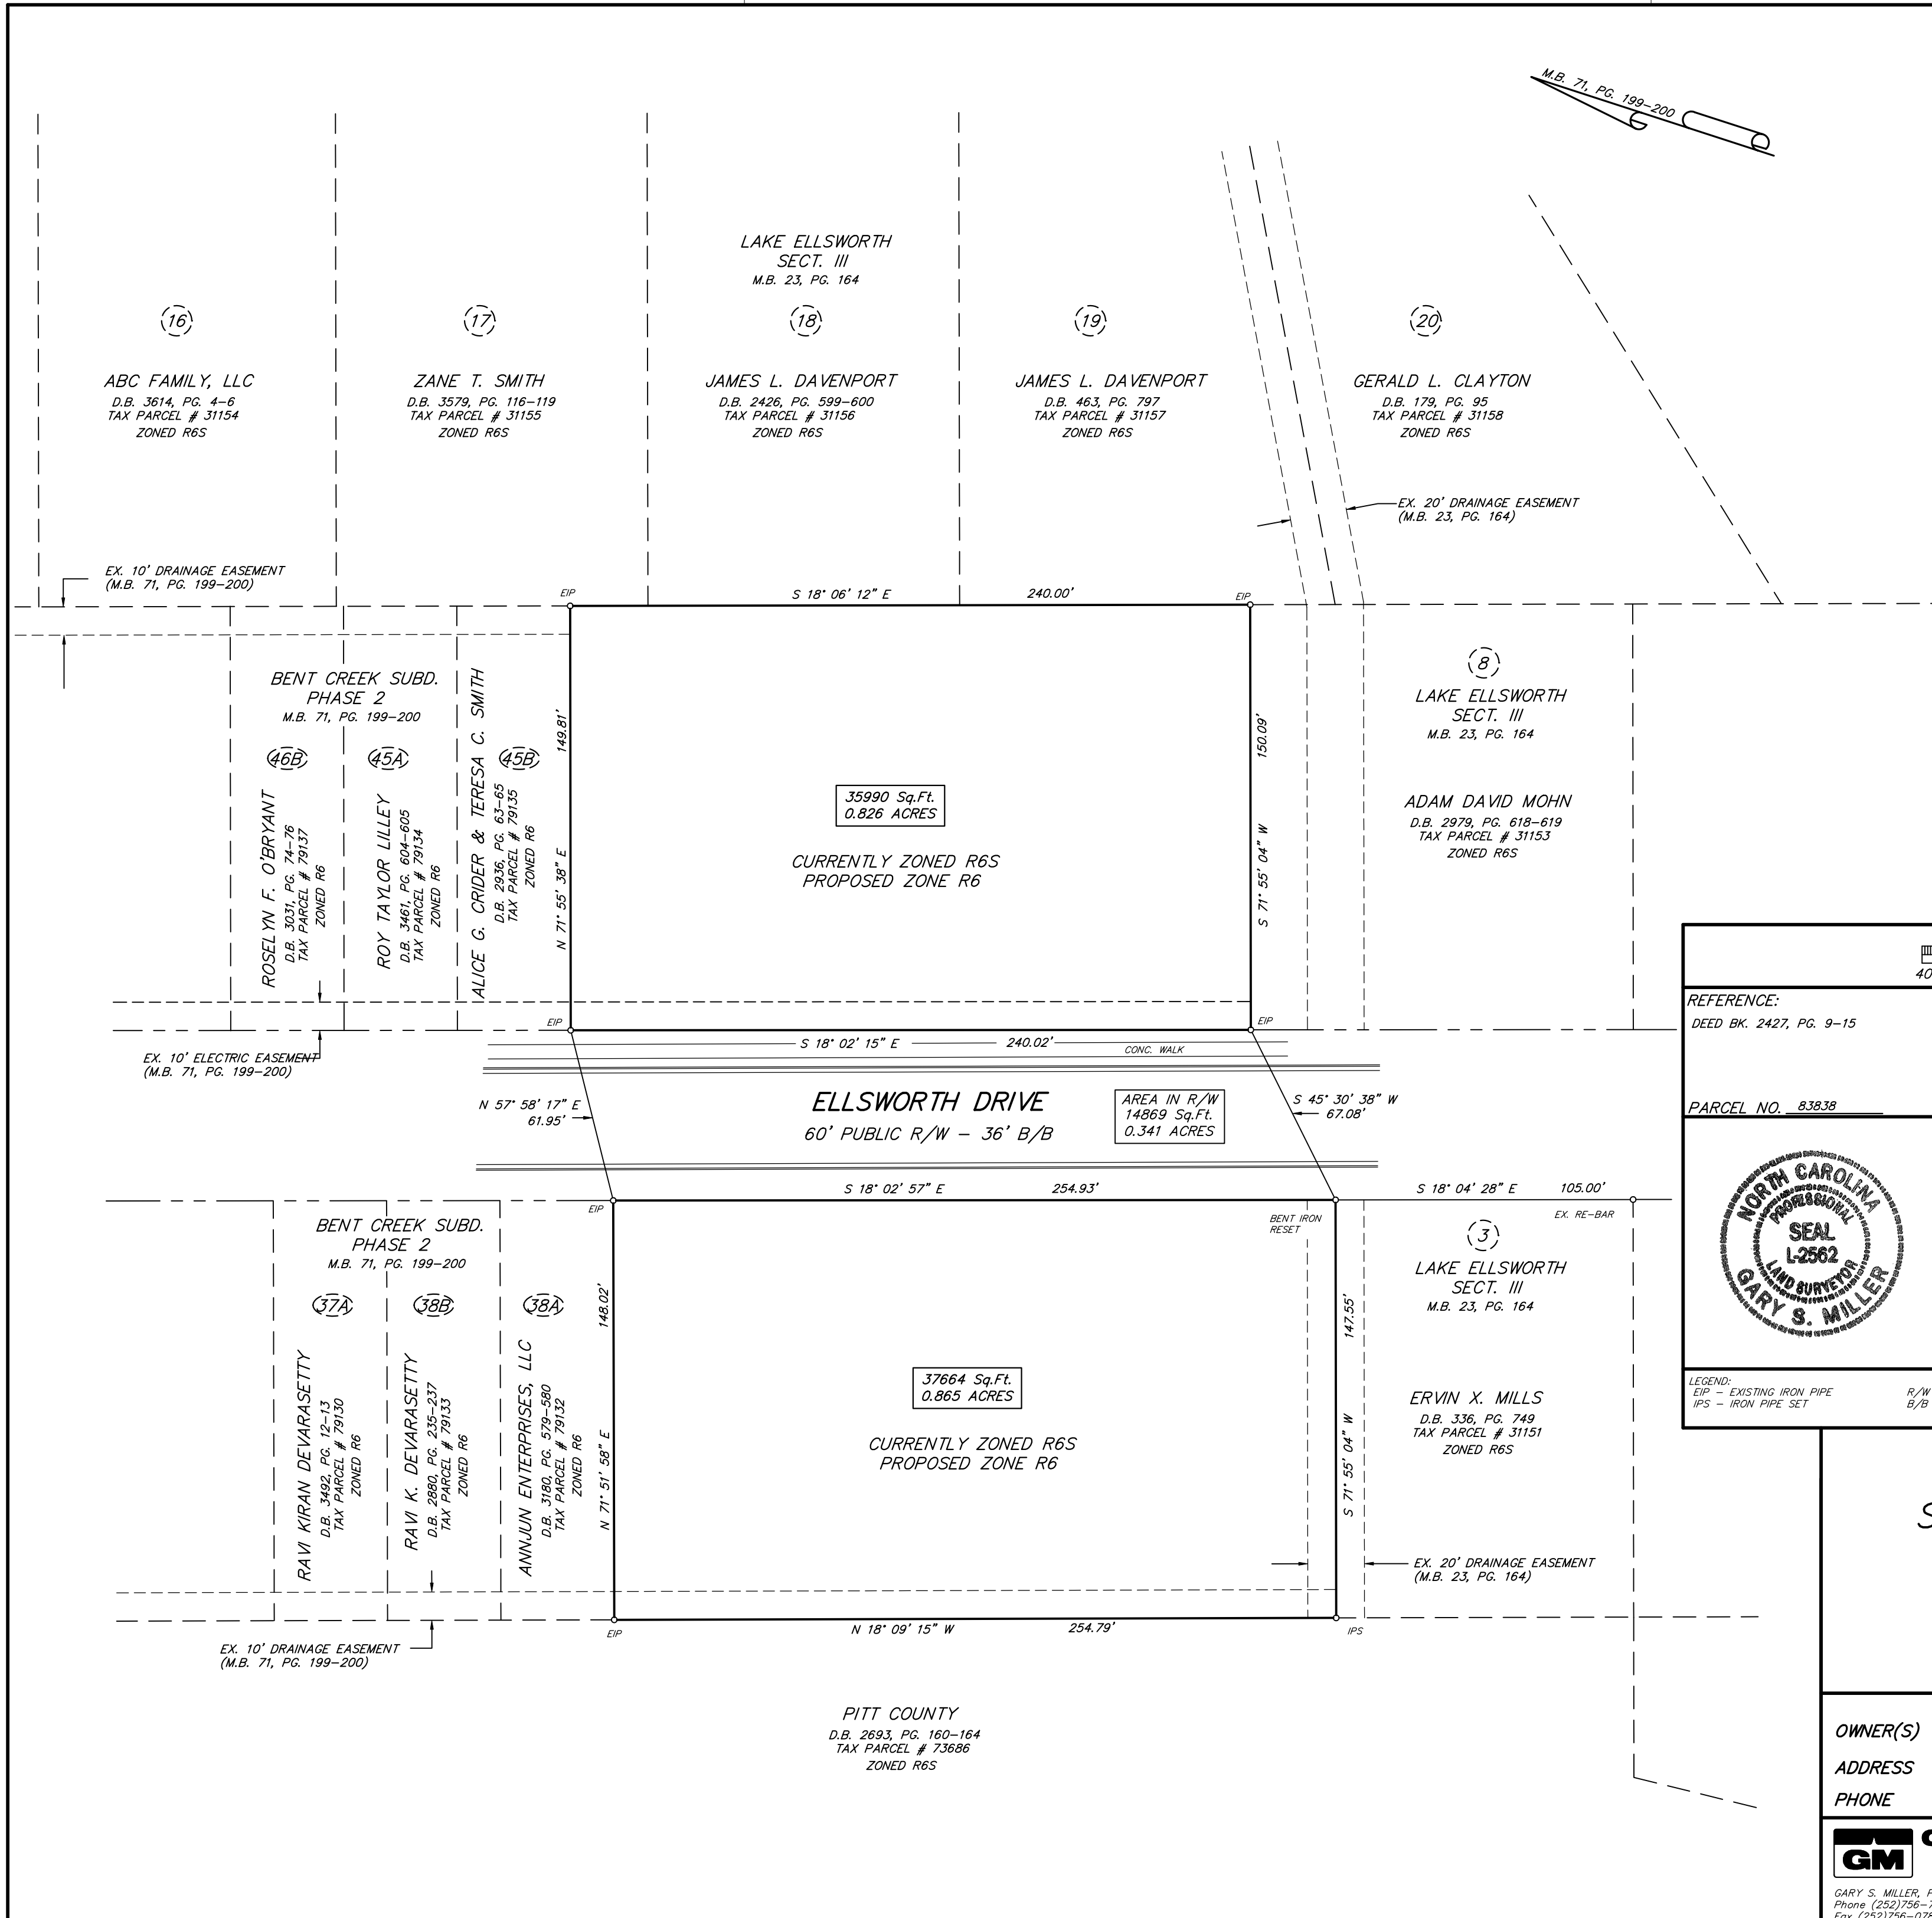 M.B. 71, PG. 199-200
LAKE ELLSWORTH
SECT. III
M.B. 23, PG. 164
16
17
18
19
20
ABC FAMILY, LLC
D.B. 3614, PG. 4-6
TAX PARCEL # 31154
ZONED R6S
ZANE T. SMITH
D.B. 3579, PG. 116-119
TAX PARCEL # 31155
ZONED R6S
JAMES L. DAVENPORT
D.B. 2426, PG. 599-600
TAX PARCEL # 31156
ZONED R6S
JAMES L. DAVENPORT
D.B. 463, PG. 797
TAX PARCEL # 31157
ZONED R6S
GERALD L. CLAYTON
D.B. 179, PG. 95
TAX PARCEL # 31158
ZONED R6S
EX. 20' DRAINAGE EASEMENT
(M.B. 23, PG. 164)
EX. 10' DRAINAGE EASEMENT
(M.B. 71, PG. 199-200)
EIP
S 18° 06' 12" E 240.00'
EIP
BENT CREEK SUBD.
PHASE 2
M.B. 71, PG. 199-200
46B
45A
45B
ROSELYN F. O'BRYANT
D.B. 3031, PG. 74-76
TAX PARCEL # 79137
ZONED R6
ROY TAYLOR LILLEY
D.B. 3461, PG. 604-605
TAX PARCEL # 79134
ZONED R6
ALICE G. CRIDER & TERESA C. SMITH
D.B. 2936, PG. 63-65
TAX PARCEL # 79135
ZONED R6
N 71° 55' 38" E 149.81'
35990 Sq.Ft.
0.826 ACRES
CURRENTLY ZONED R6S
PROPOSED ZONE R6
S 71° 55' 04" W 150.09'
8
LAKE ELLSWORTH
SECT. III
M.B. 23, PG. 164
ADAM DAVID MOHN
D.B. 2979, PG. 618-619
TAX PARCEL # 31153
ZONED R6S
EIP
EIP
EX. 10' ELECTRIC EASEMENT
(M.B. 71, PG. 199-200)
S 18° 02' 15" E 240.02'
CONC. WALK
N 57° 58' 17" E
61.95'
ELLSWORTH DRIVE
60' PUBLIC R/W - 36' B/B
AREA IN R/W
14869 Sq.Ft.
0.341 ACRES
S 45° 30' 38" W
67.08'
S 18° 02' 57" E 254.93'
S 18° 04' 28" E 105.00'
EIP
BENT IRON
RESET
EX. RE-BAR
BENT CREEK SUBD.
PHASE 2
M.B. 71, PG. 199-200
37A
38B
38A
RAVI KIRAN DEVARASETTY
D.B. 3492, PG. 12-13
TAX PARCEL # 79130
ZONED R6
RAVI K. DEVARASETTY
D.B. 2880, PG. 235-237
TAX PARCEL # 79133
ZONED R6
ANNJUN ENTERPRISES, LLC
D.B. 3180, PG. 579-580
TAX PARCEL # 79132
ZONED R6
N 71° 51' 58" E 148.02'
37664 Sq.Ft.
0.865 ACRES
CURRENTLY ZONED R6S
PROPOSED ZONE R6
S 71° 55' 04" W 147.55'
3
LAKE ELLSWORTH
SECT. III
M.B. 23, PG. 164
ERVIN X. MILLS
D.B. 336, PG. 749
TAX PARCEL # 31151
ZONED R6S
EX. 20' DRAINAGE EASEMENT
(M.B. 23, PG. 164)
EIP
N 18° 09' 15" W 254.79'
IPS
EX. 10' DRAINAGE EASEMENT
(M.B. 71, PG. 199-200)
PITT COUNTY
D.B. 2693, PG. 160-164
TAX PARCEL # 73686
ZONED R6S
40
REFERENCE:
DEED BK. 2427, PG. 9-15
PARCEL NO. 83838
NORTH CAROLINA
PROFESSIONAL
SEAL
L-2562
LAND SURVEYOR
GARY S. MILLER
LEGEND:
EIP - EXISTING IRON PIPE R/W
IPS - IRON PIPE SET B/B
S
OWNER(S)
ADDRESS
PHONE
GM
GARY S. MILLER,
Phone (252)756-
Fax (252)756-078